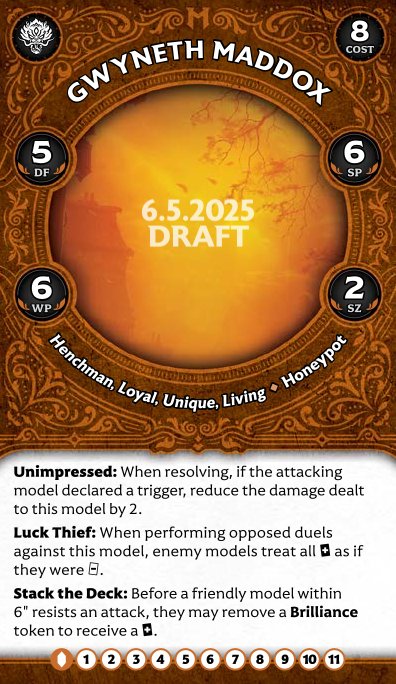 8
COST
GWYNETH MADDOX
5
DF
6
SP
6.5.2025
DRAFT
6
WP
2
SZ
Henchman, Loyal, Unique, Living ♦ Honeypot
Unimpressed: When resolving, if the attacking
model declared a trigger, reduce the damage dealt
to this model by 2.
Luck Thief: When performing opposed duels
against this model, enemy models treat all + as if
they were −.
Stack the Deck: Before a friendly model within
6" resists an attack, they may remove a Brilliance
token to receive a +.
1 2 3 4 5 6 7 8 9 10 11